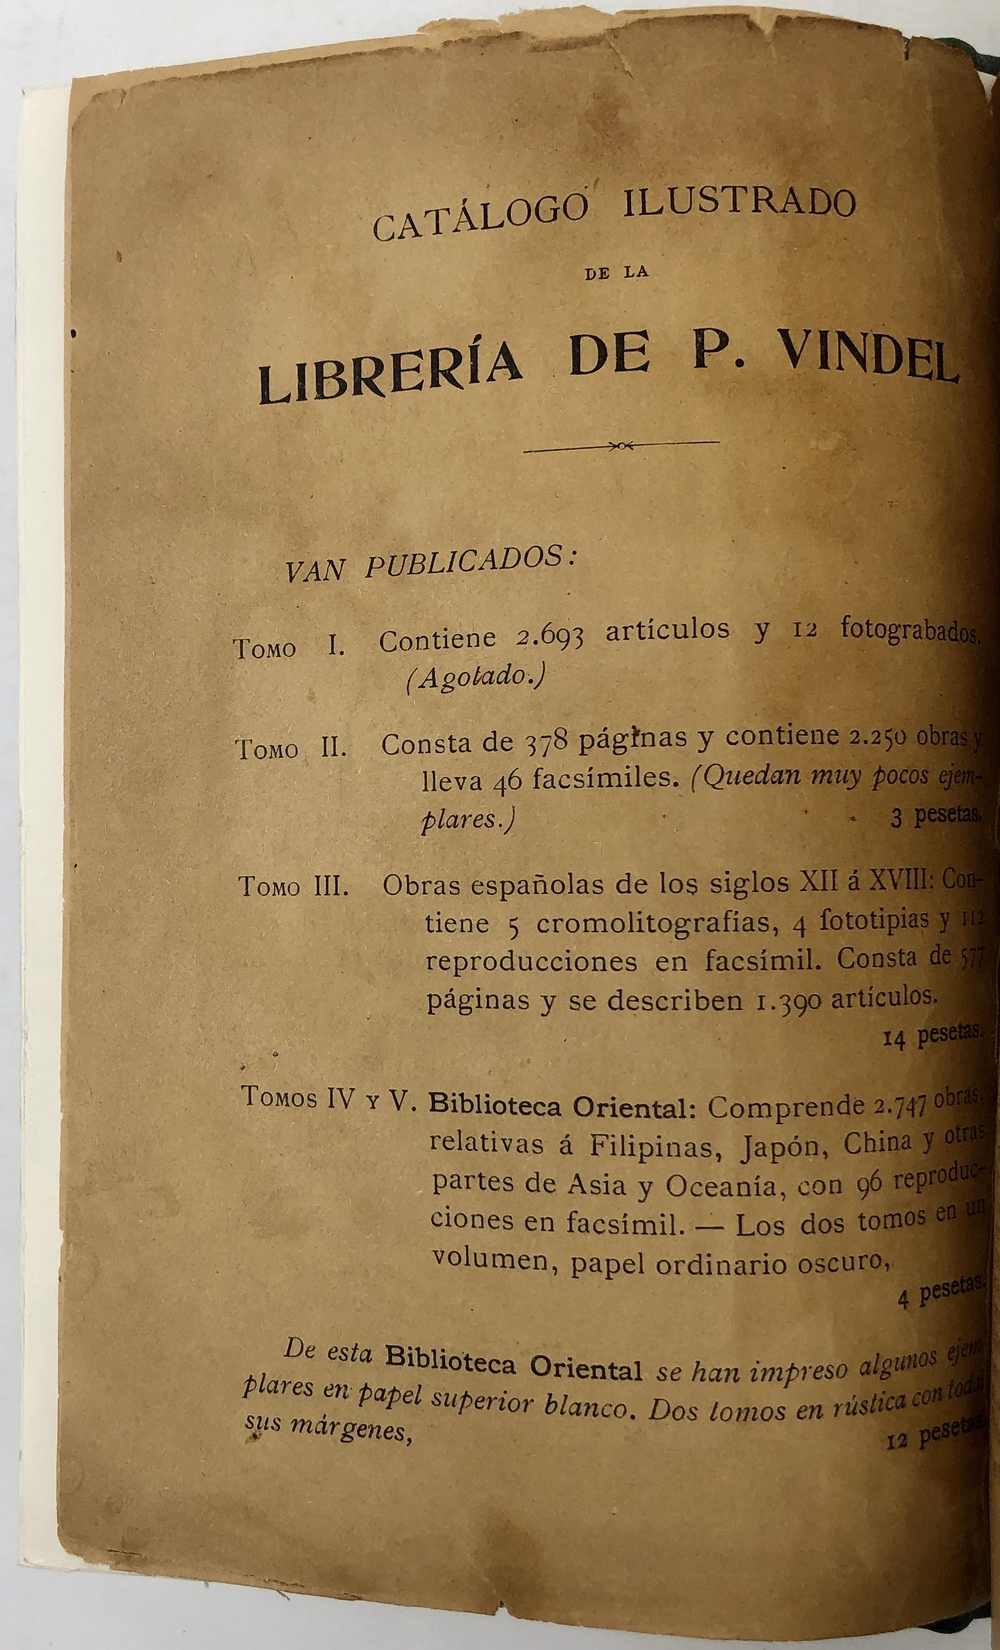 CATÁLOGO ILUSTRADO
DE LA
LIBRERÍA DE P. VINDEL
VAN PUBLICADOS:
TOMO I. Contiene 2.693 artículos y 12 fotograbados.
(Agotado.)
TOMO II. Consta de 378 páginas y contiene 2.250 obras y
lleva 46 facsímiles. (Quedan muy pocos ejem-
plares.) 3 pesetas.
TOMO III. Obras españolas de los siglos XII á XVIII: Con-
tiene 5 cromolitografías, 4 fototipias y 112
reproducciones en facsímil. Consta de 577
páginas y se describen 1.390 artículos.
14 pesetas.
TOMOS IV Y V. Biblioteca Oriental: Comprende 2.747 obras,
relativas á Filipinas, Japón, China y otras
partes de Asia y Oceanía, con 96 reproduc-
ciones en facsímil. — Los dos tomos en un
volumen, papel ordinario oscuro,
4 pesetas.
De esta Biblioteca Oriental se han impreso algunos ejem-
plares en papel superior blanco. Dos tomos en rústica con todas
sus márgenes,
12 pesetas.